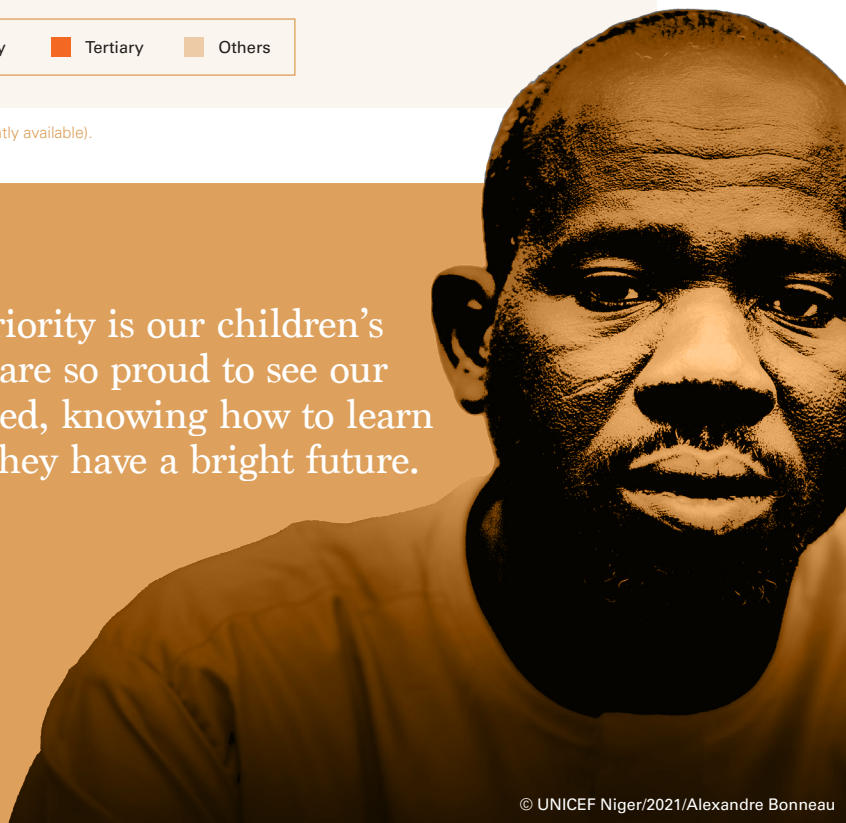 y Tertiary Others
tly available).
riority is our children’s
are so proud to see our
ed, knowing how to learn
hey have a bright future.
© UNICEF Niger/2021/Alexandre Bonneau